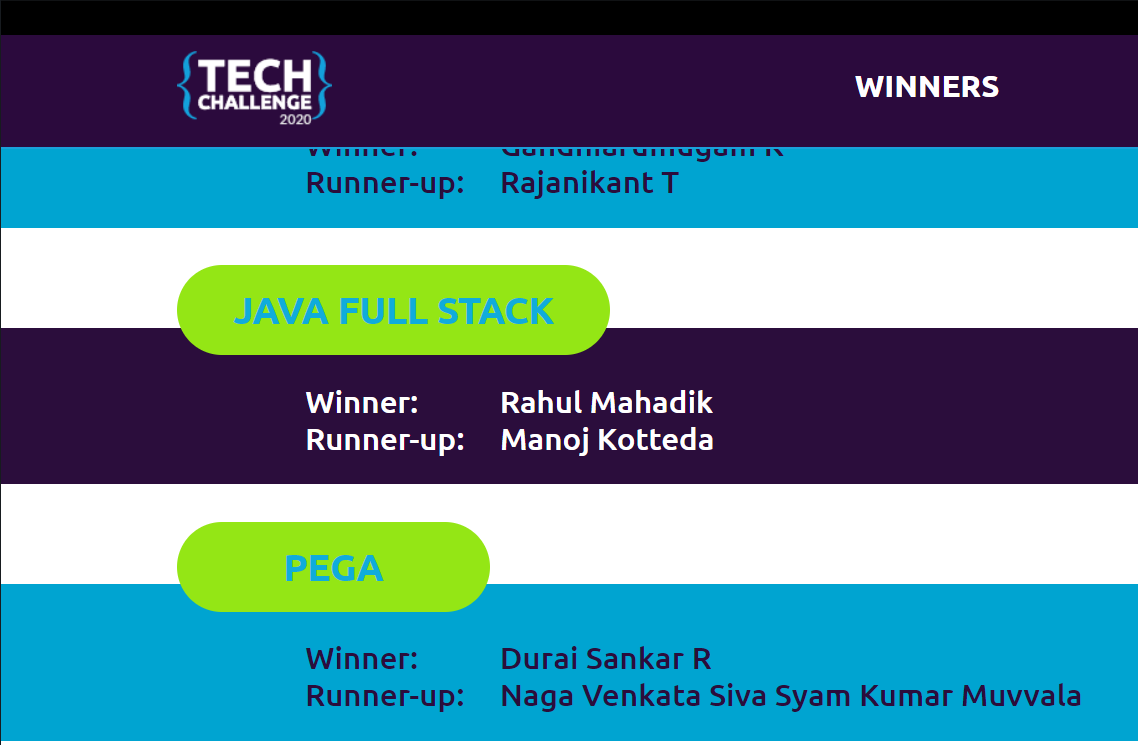 {TECH
CHALLENGE}
2020
WINNERS
Winner:
Runner-up: Rajanikant T
JAVA FULL STACK
Winner: Rahul Mahadik
Runner-up: Manoj Kotteda
PEGA
Winner: Durai Sankar R
Runner-up: Naga Venkata Siva Syam Kumar Muvvala